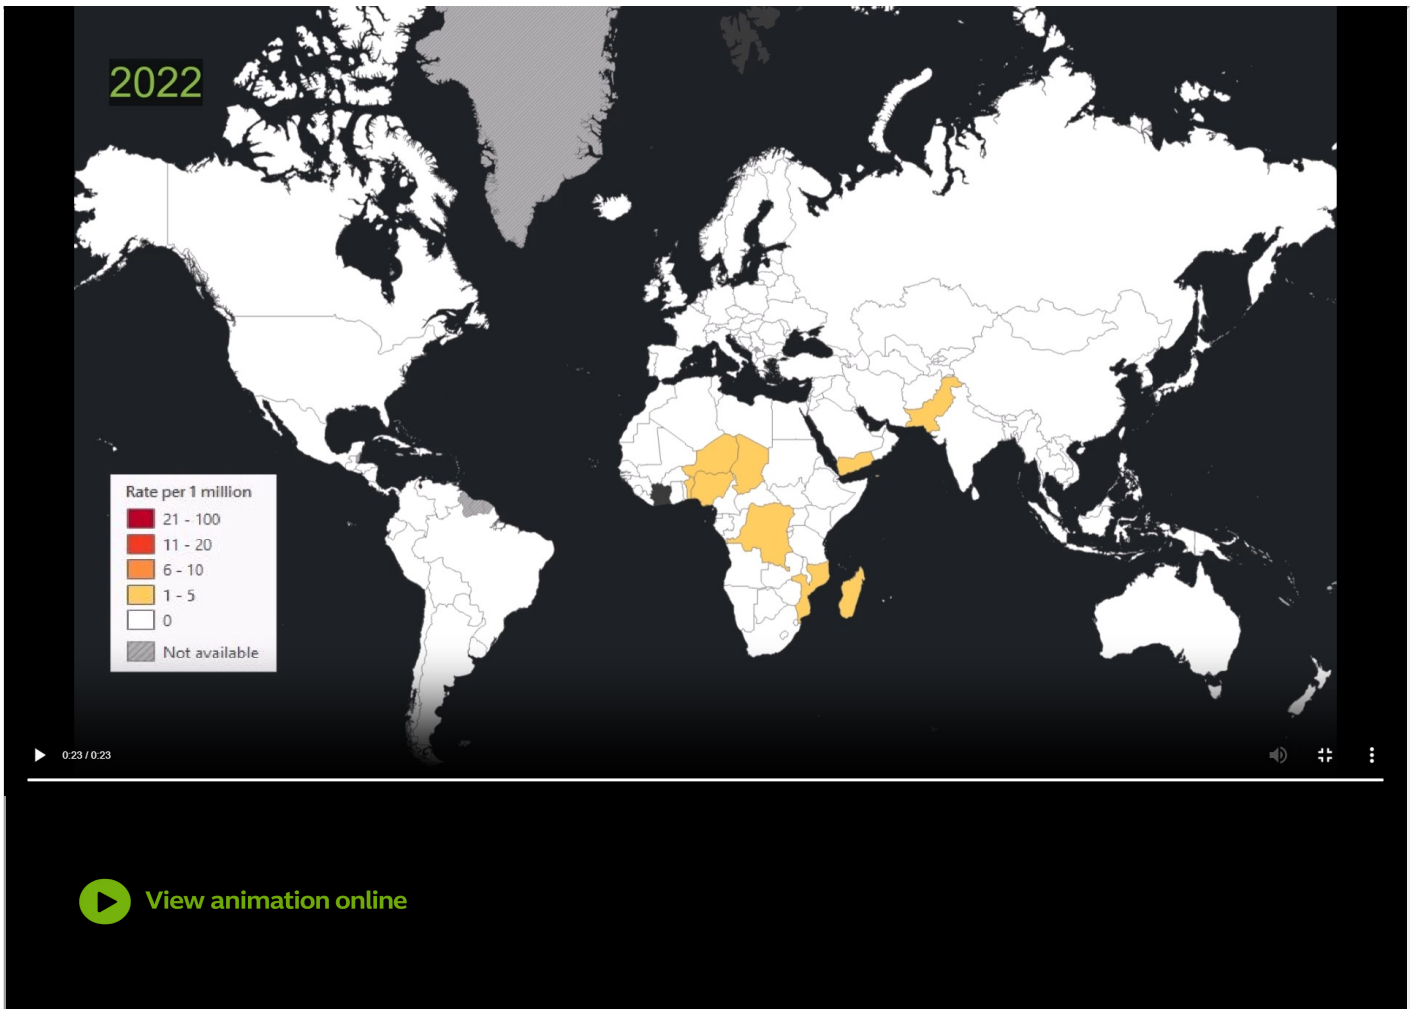 2022
Rate per 1 million
21 - 100
11 - 20
6 - 10
1 - 5
0
Not available
0:23 / 0:23
View animation online